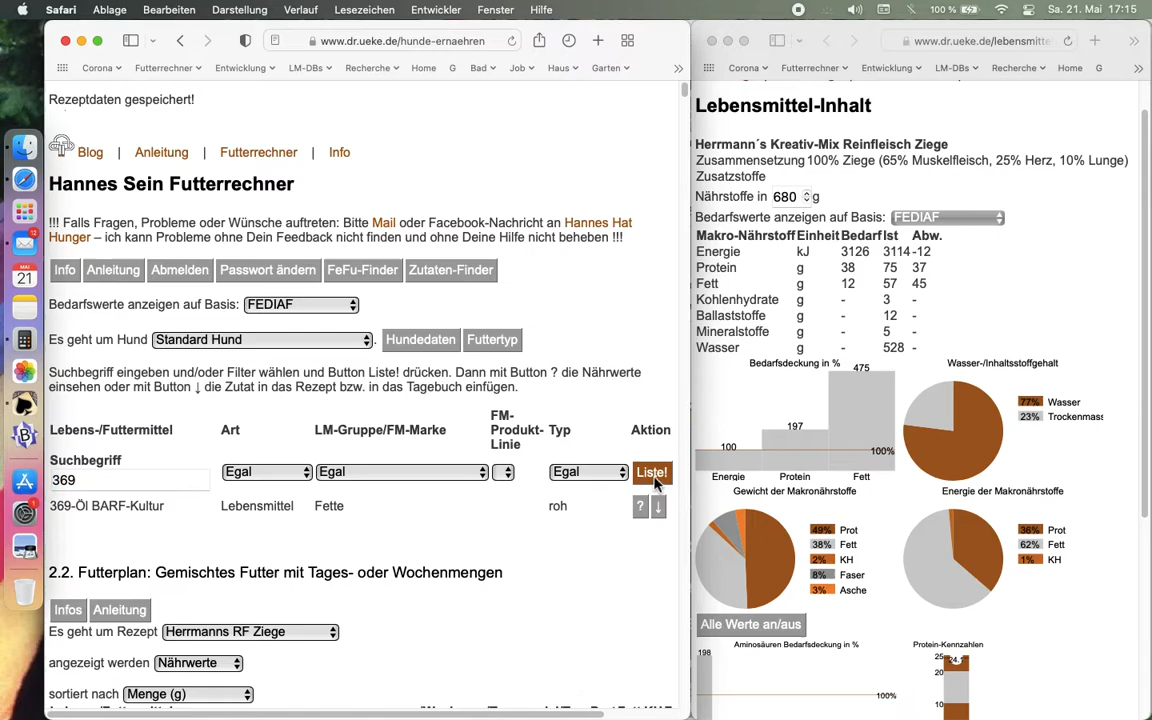 Safari Ablage Bearbeiten Darstellung Verlauf Lesezeichen Entwickler Fenster Hilfe 100 % Sa. 21. Mai 17:15
www.dr.ueke.de/hunde-ernaehren
Corona Futterrechner Entwicklung LM-DBs Recherche Home G Bad Job Haus Garten
Rezeptdaten gespeichert!
Blog | Anleitung | Futterrechner | Info
Hannes Sein Futterrechner
!!! Falls Fragen, Probleme oder Wünsche auftreten: Bitte Mail oder Facebook-Nachricht an Hannes Hat
Hunger – ich kann Probleme ohne Dein Feedback nicht finden und ohne Deine Hilfe nicht beheben !!!
Info Anleitung Abmelden Passwort ändern FeFu-Finder Zutaten-Finder
Bedarfswerte anzeigen auf Basis: FEDIAF
Es geht um Hund Standard Hund . Hundedaten Futtertyp
Suchbegriff eingeben und/oder Filter wählen und Button Liste! drücken. Dann mit Button ? die Nährwerte
einsehen oder mit Button ↓ die Zutat in das Rezept bzw. in das Tagebuch einfügen.
FM-
Lebens-/Futtermittel Art LM-Gruppe/FM-Marke Produkt- Typ Aktion
Linie
Suchbegriff
369 Egal Egal Egal Liste!
369-Öl BARF-Kultur Lebensmittel Fette roh ? ↓
2.2. Futterplan: Gemischtes Futter mit Tages- oder Wochenmengen
Infos Anleitung
Es geht um Rezept Herrmanns RF Ziege
angezeigt werden Nährwerte
sortiert nach Menge (g)
www.dr.ueke.de/lebensmitte
Corona Futterrechner Entwicklung LM-DBs Recherche Home G
Lebensmittel-Inhalt
Herrmann´s Kreativ-Mix Reinfleisch Ziege
Zusammensetzung100% Ziege (65% Muskelfleisch, 25% Herz, 10% Lunge)
Zusatzstoffe
Nährstoffe in 680 g
Bedarfswerte anzeigen auf Basis: FEDIAF
Makro-Nährstoff Einheit Bedarf Ist Abw.
Energie kJ 3126 3114 -12
Protein g 38 75 37
Fett g 12 57 45
Kohlenhydrate g - 3 -
Ballaststoffe g - 12 -
Mineralstoffe g - 5 -
Wasser g - 528 -
Bedarfsdeckung in %
475
197
100
100%
Energie Protein Fett
Wasser-/Inhaltsstoffgehalt
77% Wasser
23% Trockenmass
Gewicht der Makronährstoffe
49% Prot
38% Fett
2% KH
8% Faser
3% Asche
Energie der Makronährstoffe
36% Prot
62% Fett
1% KH
Alle Werte an/aus
Aminosäuren Bedarfsdeckung in %
198
100%
Protein-Kennzahlen
25
24.1
20
10
MAI
21
12
1